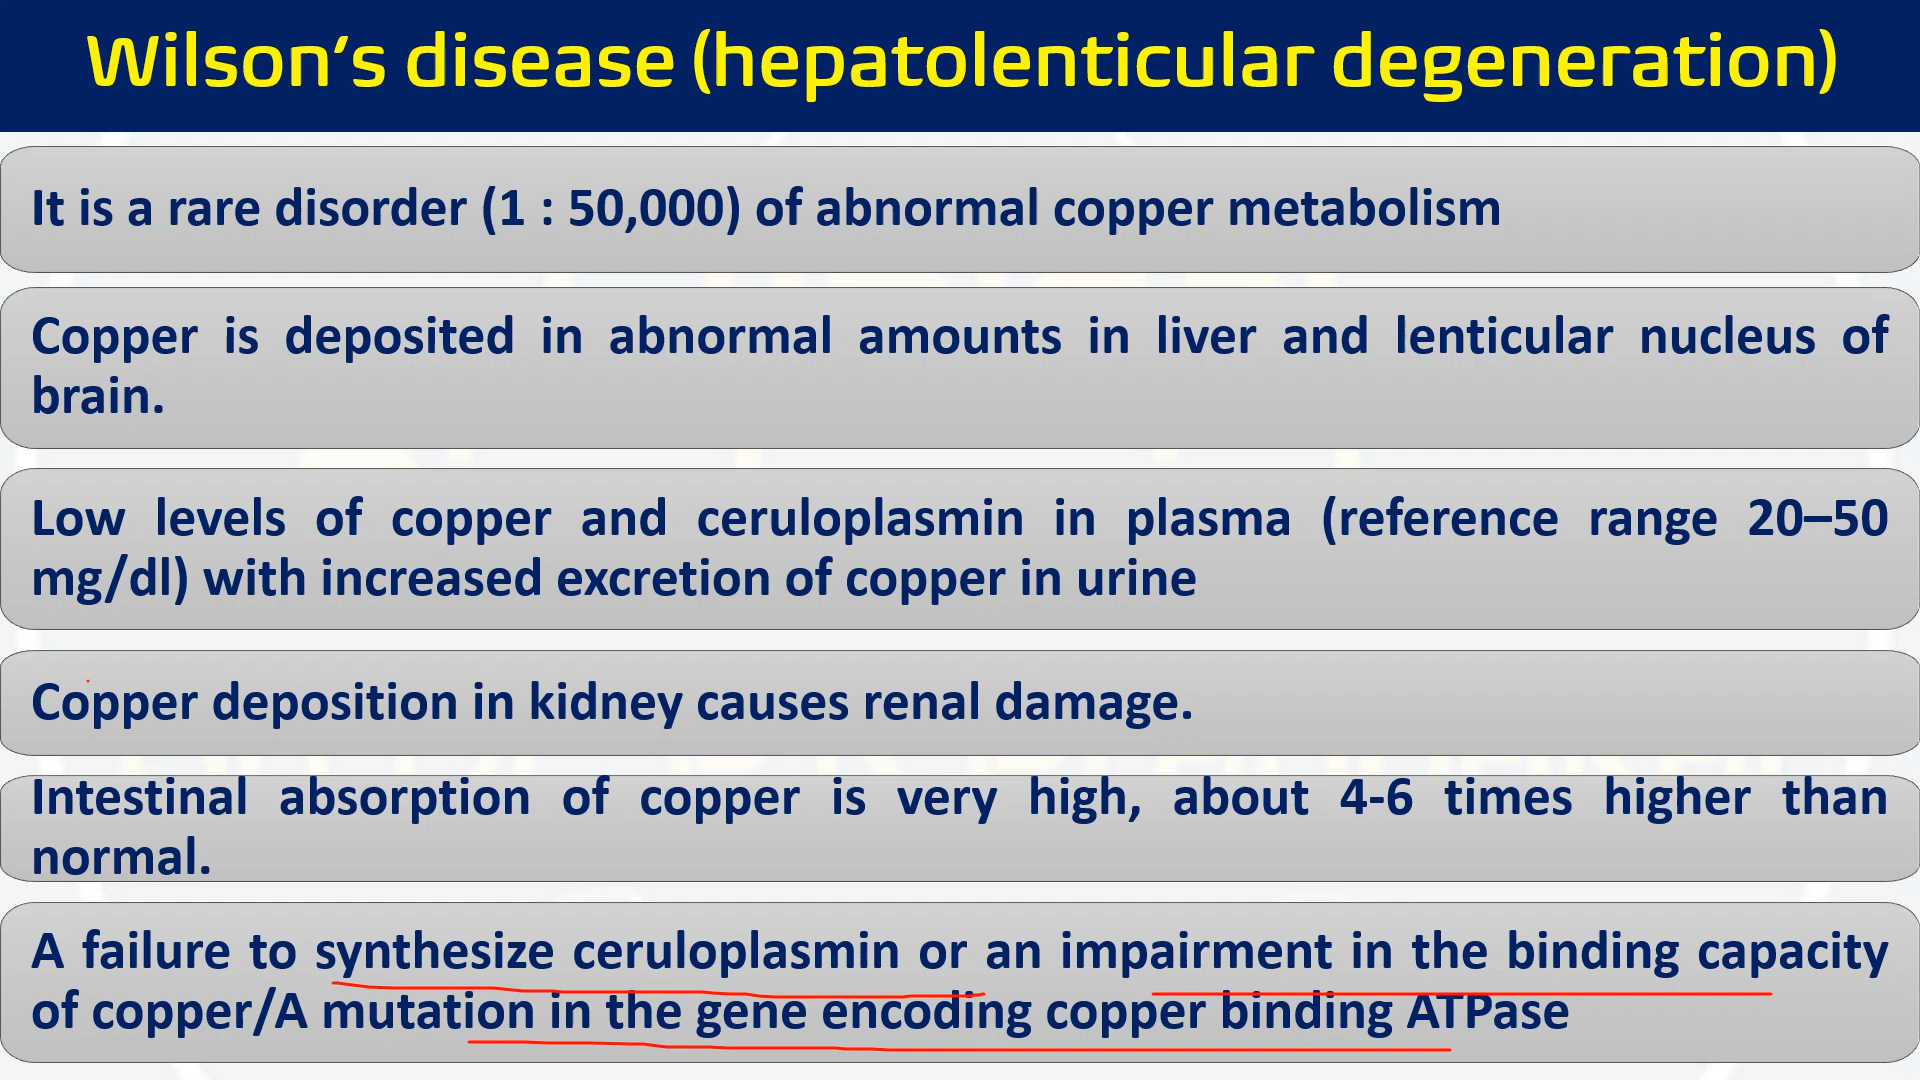 Wilson's disease (hepatolenticular degeneration)
It is a rare disorder (1 : 50,000) of abnormal copper metabolism
Copper is deposited in abnormal amounts in liver and lenticular nucleus of
brain.
Low levels of copper and ceruloplasmin in plasma (reference range 20–50
mg/dl) with increased excretion of copper in urine
Copper deposition in kidney causes renal damage.
Intestinal absorption of copper is very high, about 4-6 times higher than
normal.
A failure to synthesize ceruloplasmin or an impairment in the binding capacity
of copper/A mutation in the gene encoding copper binding ATPase